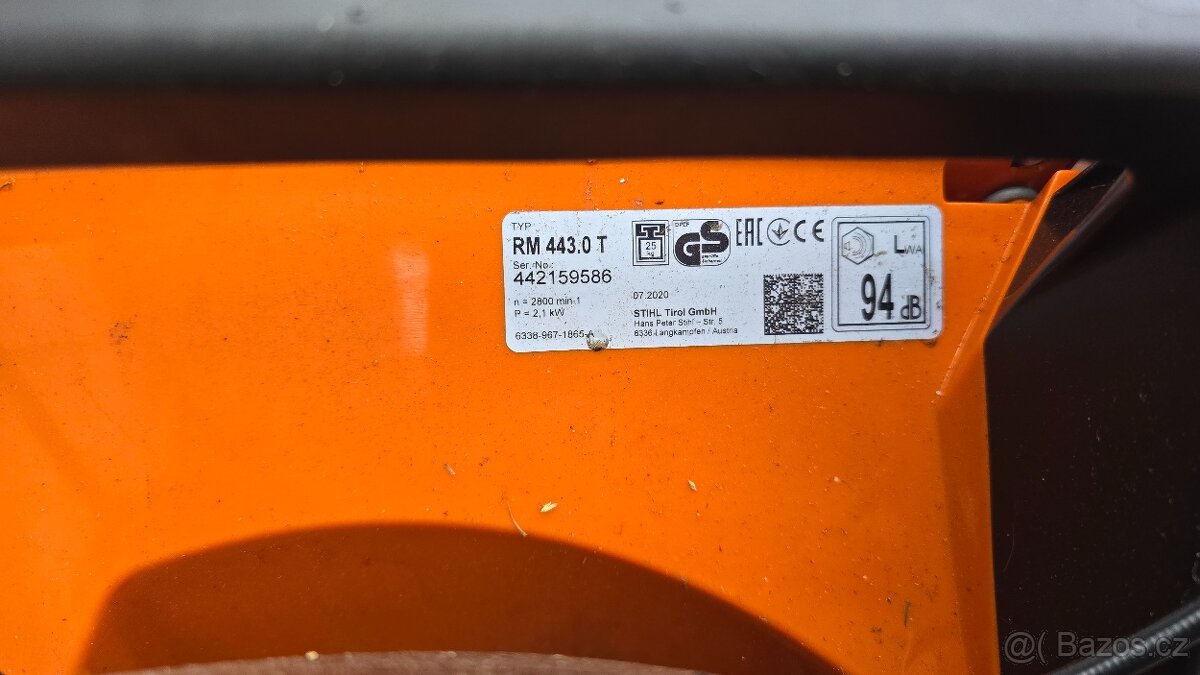 TYP
RM 443.0 T
Ser.-No.:
442159586
n = 2800 min-1
P = 2,1 kW
6338-967-1865-A
25
kg
GS
geprüfte
Sicherheit
EAC
CE
07.2020
STIHL Tirol GmbH
Hans Peter Stihl – Str. 5
6336 Langkampfen / Austria
LWA
94 dB
@( Bazos.cz